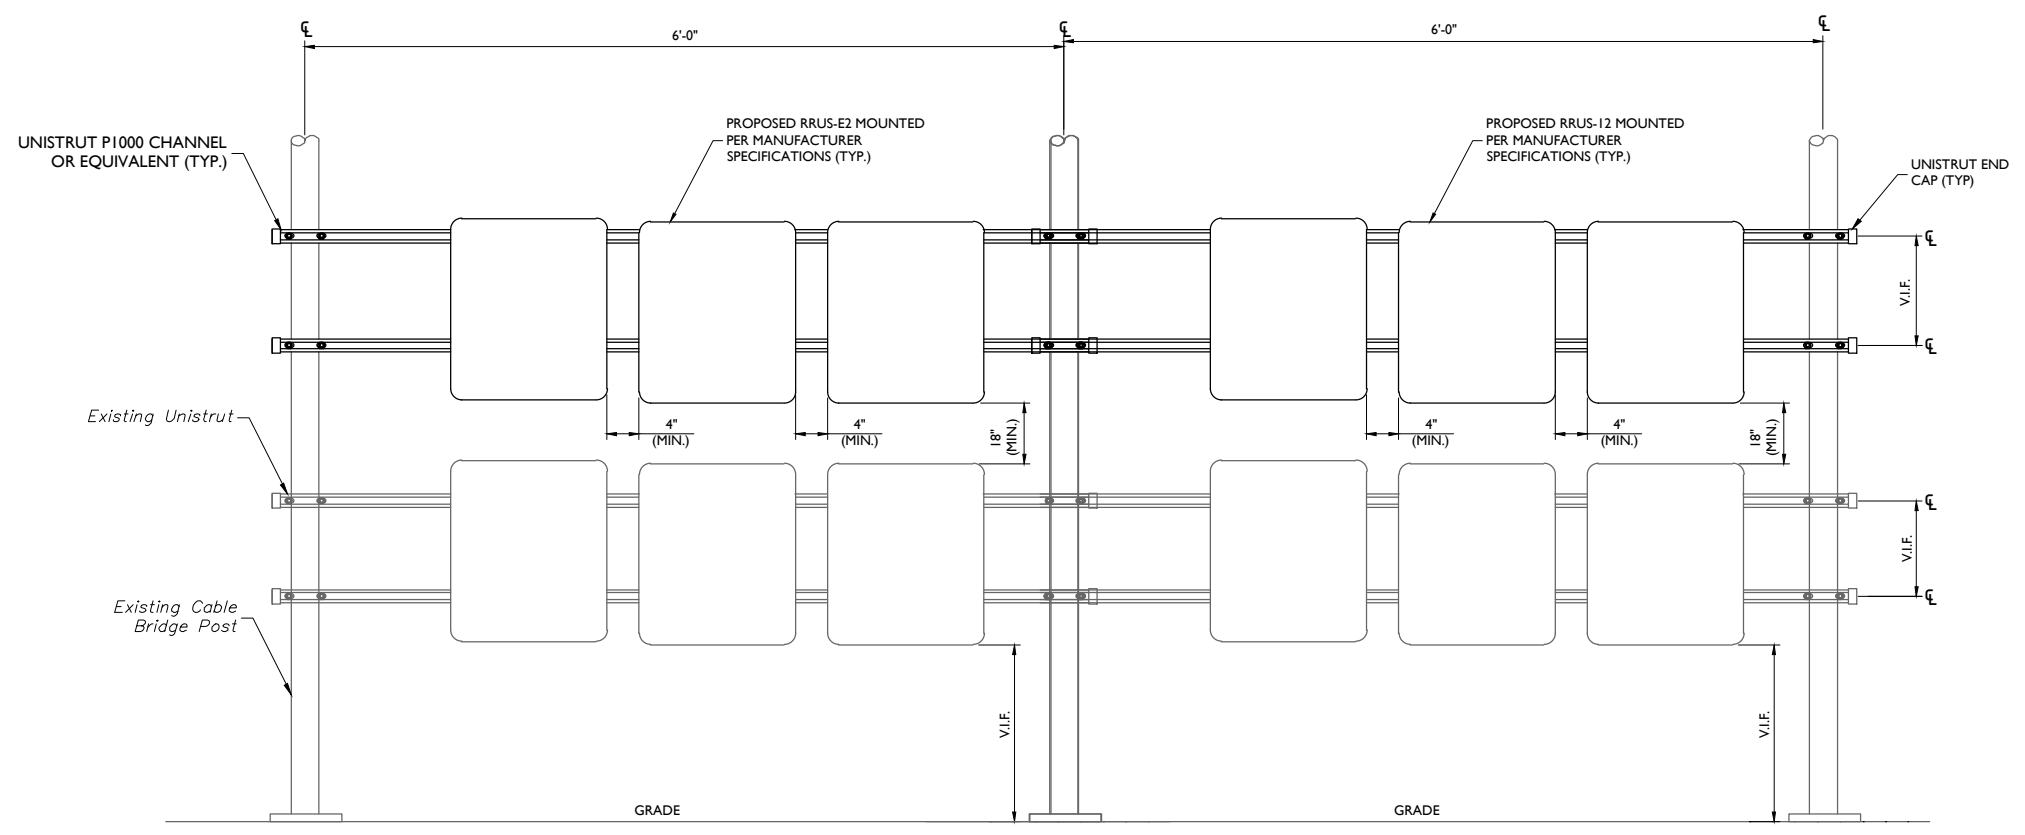 ℄
℄
℄
6'-0"
6'-0"
UNISTRUT P1000 CHANNEL
OR EQUIVALENT (TYP.)
PROPOSED RRUS-E2 MOUNTED
PER MANUFACTURER
SPECIFICATIONS (TYP.)
PROPOSED RRUS-12 MOUNTED
PER MANUFACTURER
SPECIFICATIONS (TYP.)
UNISTRUT END
CAP (TYP)
℄
V.I.F.
℄
Existing Unistrut
4"
(MIN.)
4"
(MIN.)
18"
(MIN.)
4"
(MIN.)
4"
(MIN.)
18"
(MIN.)
℄
V.I.F.
℄
Existing Cable
Bridge Post
V.I.F.
V.I.F.
GRADE
GRADE